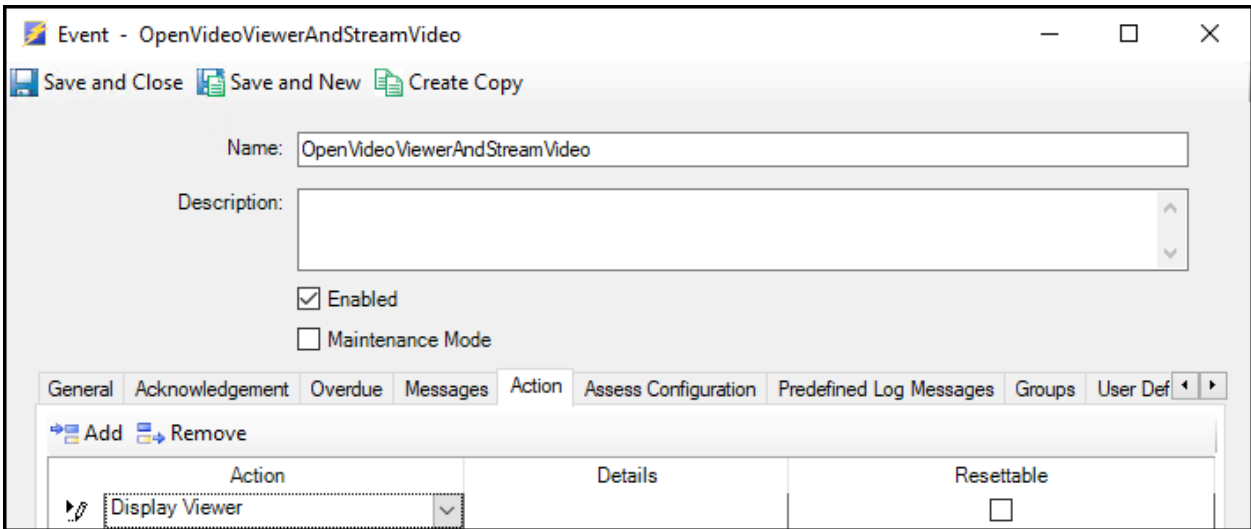 Event - OpenVideoViewerAndStreamVideo
Save and Close Save and New Create Copy
Name: OpenVideoViewerAndStreamVideo
Description:
Enabled
Maintenance Mode
General Acknowledgement Overdue Messages Action Assess Configuration Predefined Log Messages Groups User Def
Add Remove
Action Details Resettable
Display Viewer